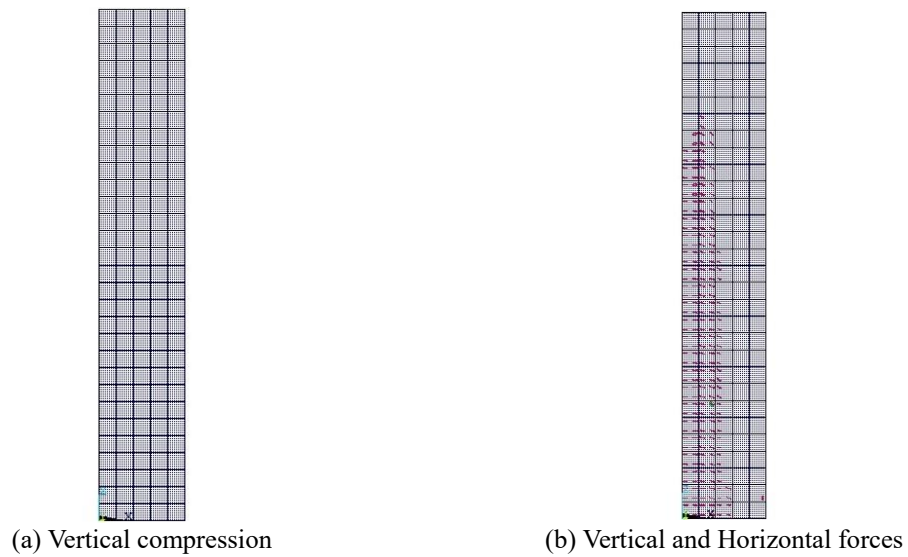 Z
X
Z
X
(a) Vertical compression
(b) Vertical and Horizontal forces